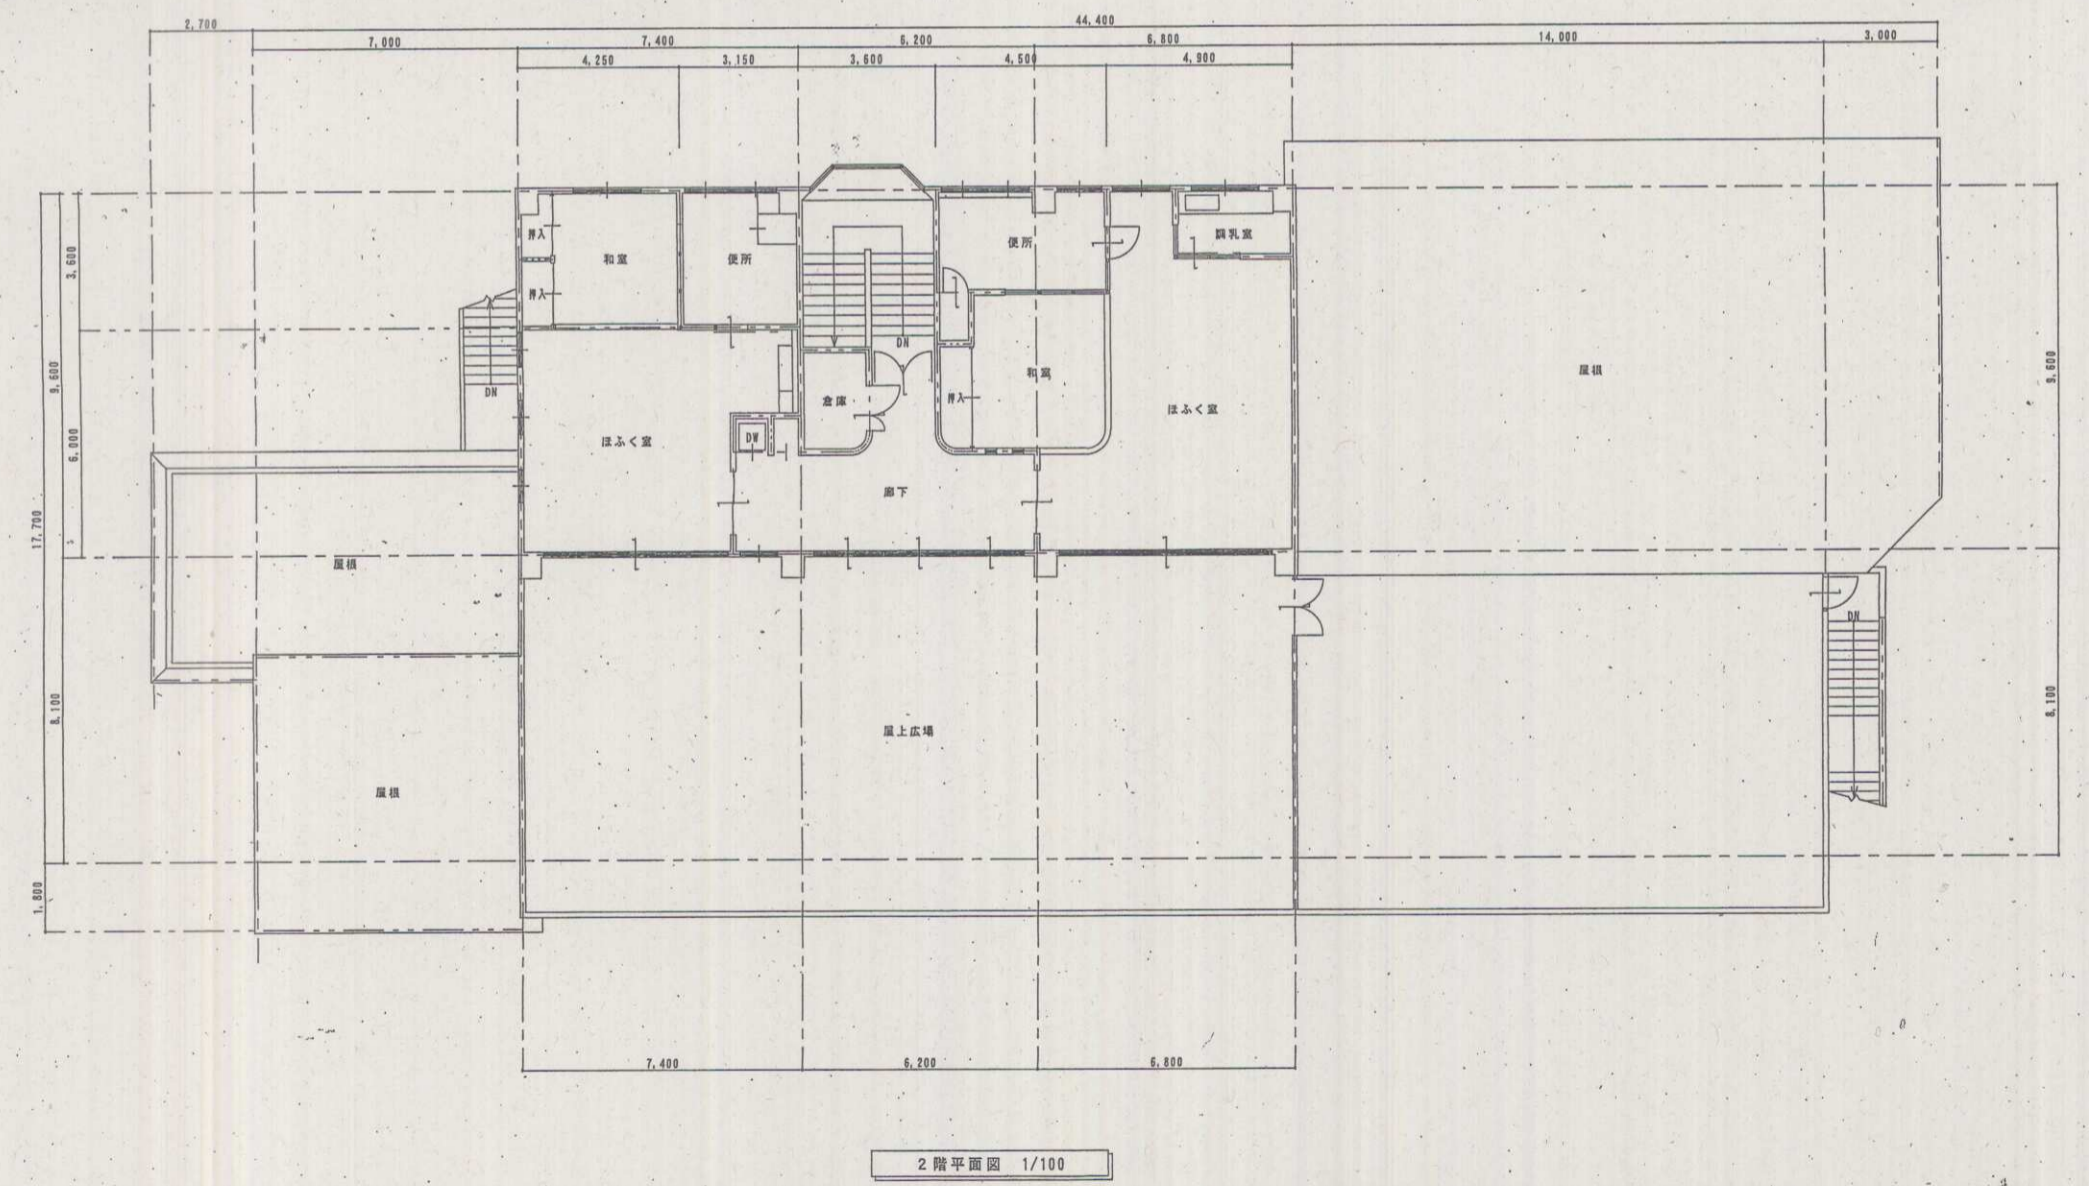 2,700
44,400
7,000
7,400
6,200
6,800
14,000
3,000
4,250
3,150
3,600
4,500
4,900
押入
和室
便所
便所
調乳室
押入
3,600
9,600
6,000
17,700
8,100
1,800
DN
DN
倉庫
和室
押入
ほふく室
屋根
9,600
ほふく室
DW
廊下
屋根
DN
屋上広場
屋根
8,100
7,400
6,200
6,800
2階平面図 1/100